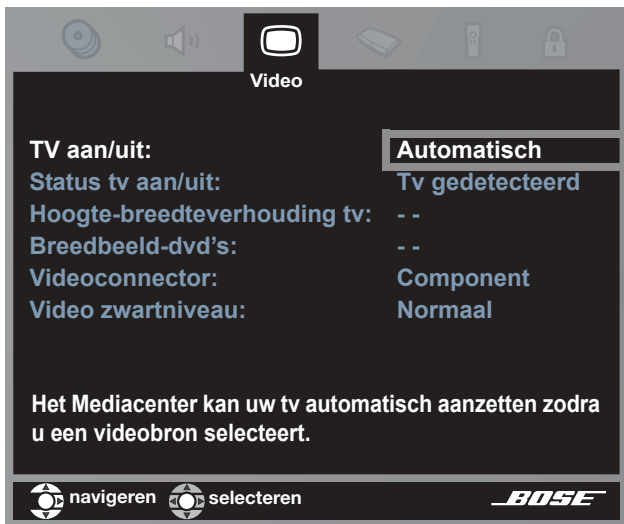 Video
TV aan/uit: Automatisch
Status tv aan/uit: Tv gedetecteerd
Hoogte-breedteverhouding tv: - -
Breedbeeld-dvd’s: - -
Videoconnector: Component
Video zwartniveau: Normaal
Het Mediacenter kan uw tv automatisch aanzetten zodra
u een videobron selecteert.
navigeren selecteren BOSE